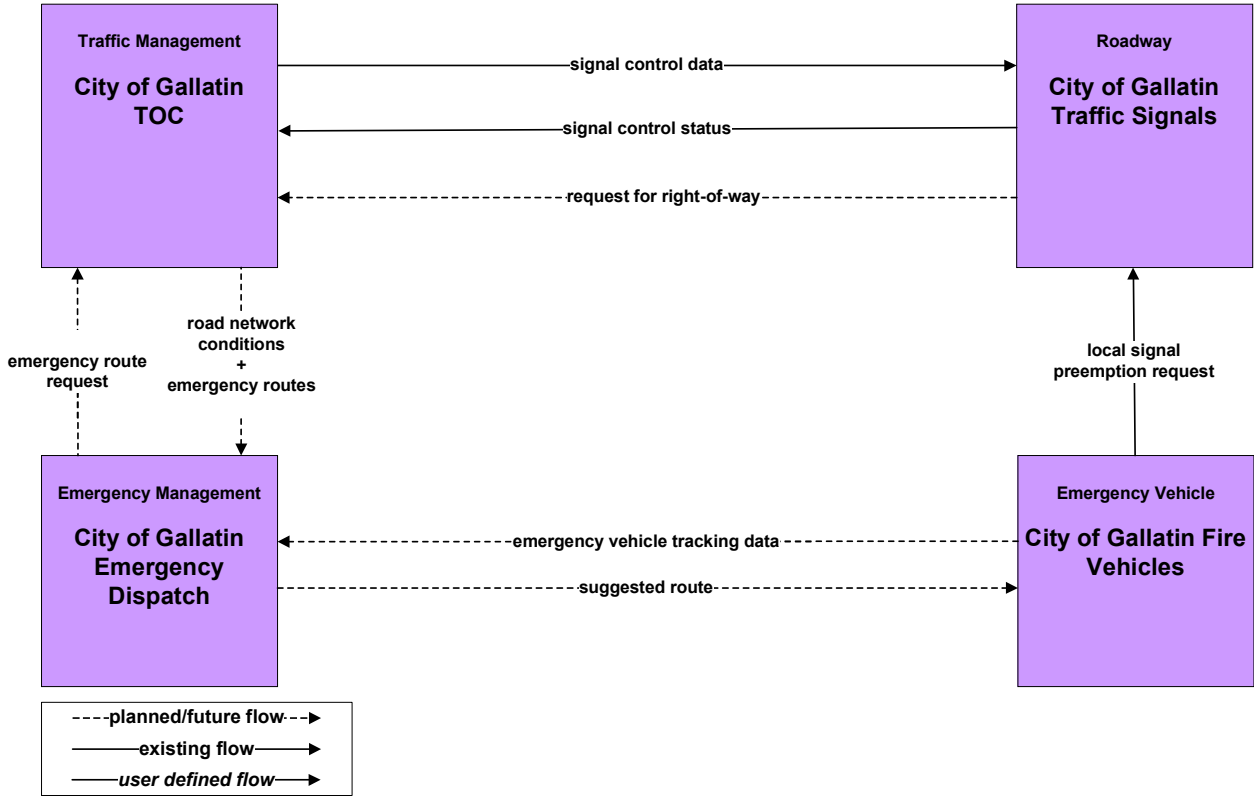 Traffic Management
City of Gallatin
TOC
signal control data
signal control status
request for right-of-way
Roadway
City of Gallatin
Traffic Signals
emergency route
request
road network
conditions
+
emergency routes
local signal
preemption request
Emergency Management
City of Gallatin
Emergency
Dispatch
emergency vehicle tracking data
suggested route
Emergency Vehicle
City of Gallatin Fire
Vehicles
planned/future flow
existing flow
user defined flow